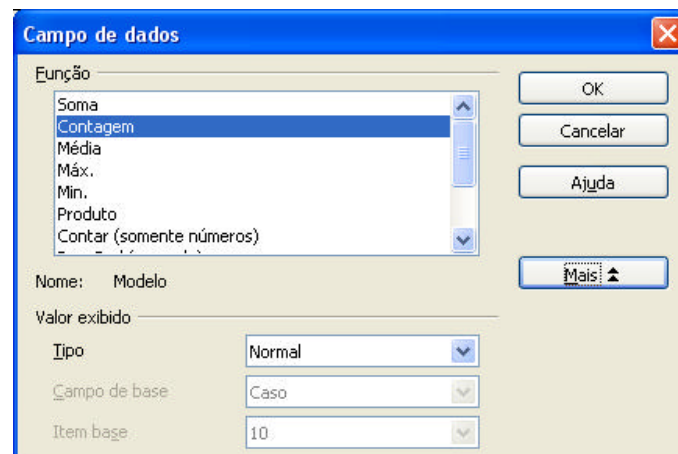 Campo de dados
Função
Soma
Contagem
Média
Máx.
Min.
Produto
Contar (somente números)
OK
Cancelar
Ajuda
Mais
Nome: Modelo
Valor exibido
Tipo Normal
Campo de base Caso
Item base 10